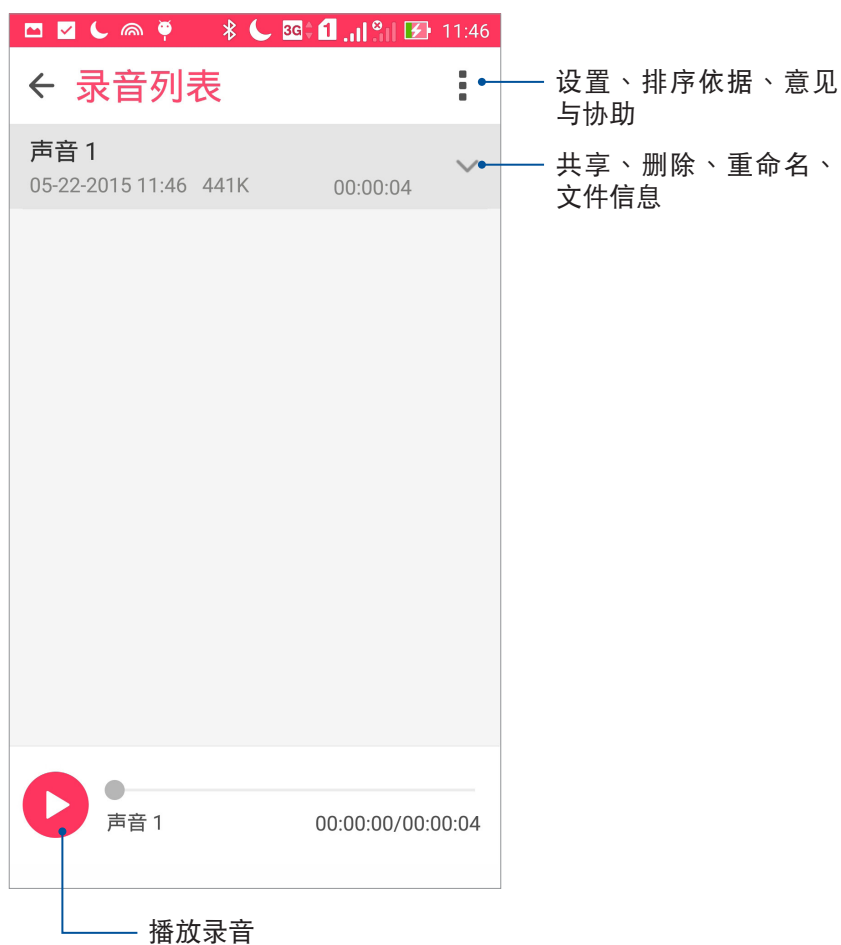 3G 1 11:46
录音列表
设置、排序依据、意见
与协助
声音 1
05-22-2015 11:46 441K 00:00:04
共享、删除、重命名、
文件信息
声音 1 00:00:00/00:00:04
播放录音